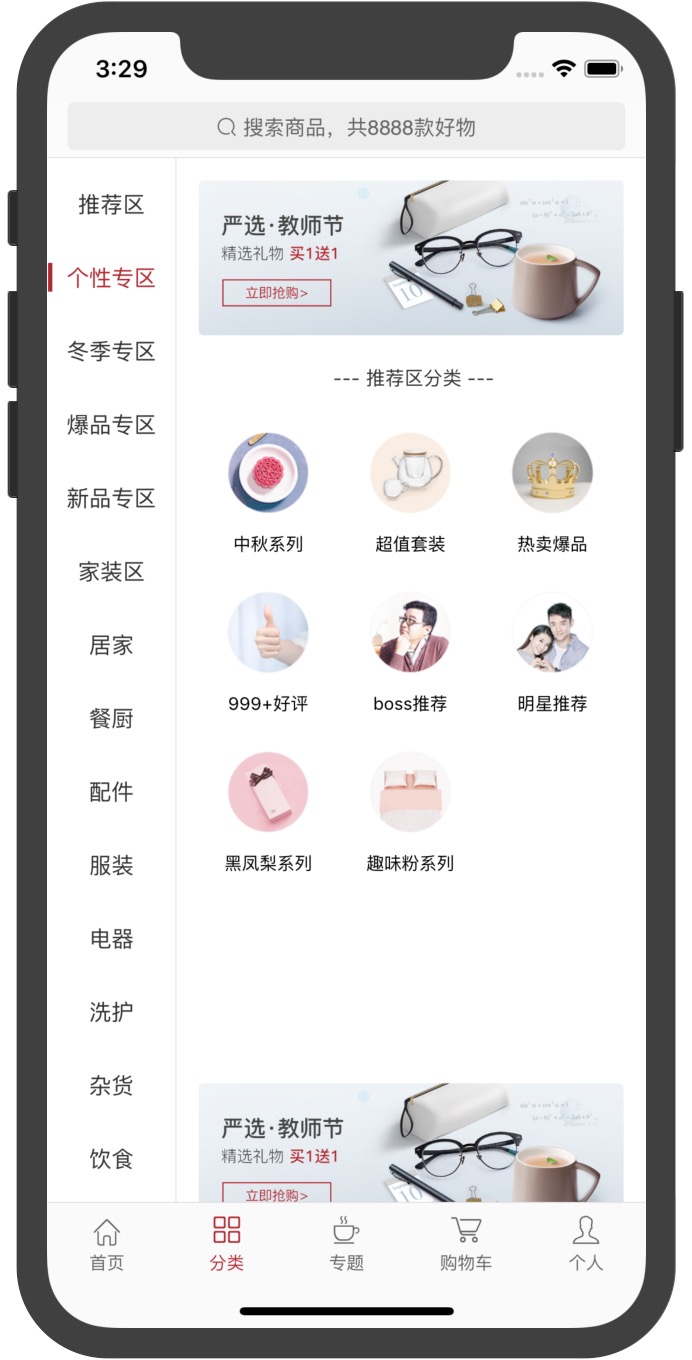 3:29
搜索商品，共8888款好物
推荐区
个性专区
冬季专区
爆品专区
新品专区
家装区
居家
餐厨
配件
服装
电器
洗护
杂货
饮食
严选·教师节
精选礼物 买1送1
立即抢购>
10
--- 推荐区分类 ---
中秋系列
超值套装
热卖爆品
999+好评
boss推荐
明星推荐
黑凤梨系列
趣味粉系列
严选·教师节
精选礼物 买1送1
立即抢购>
10
首页
分类
专题
购物车
个人